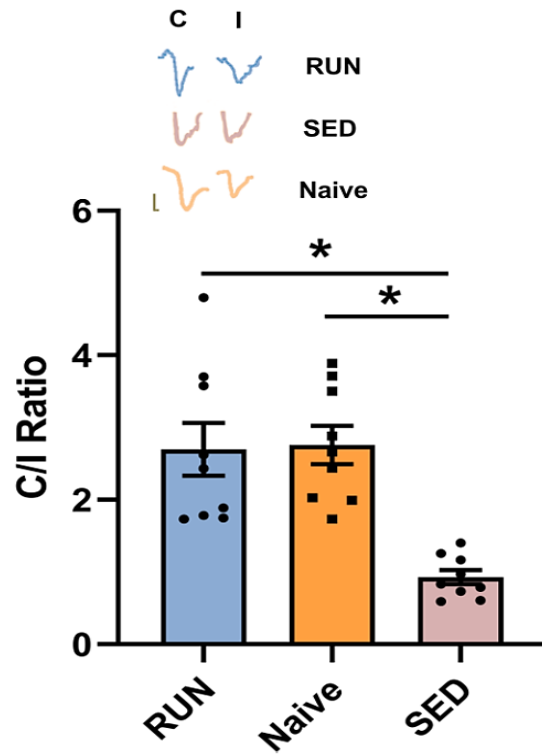 C I
RUN
SED
Naive
6
*
*
4
2
0
C/I Ratio
RUN Naive SED